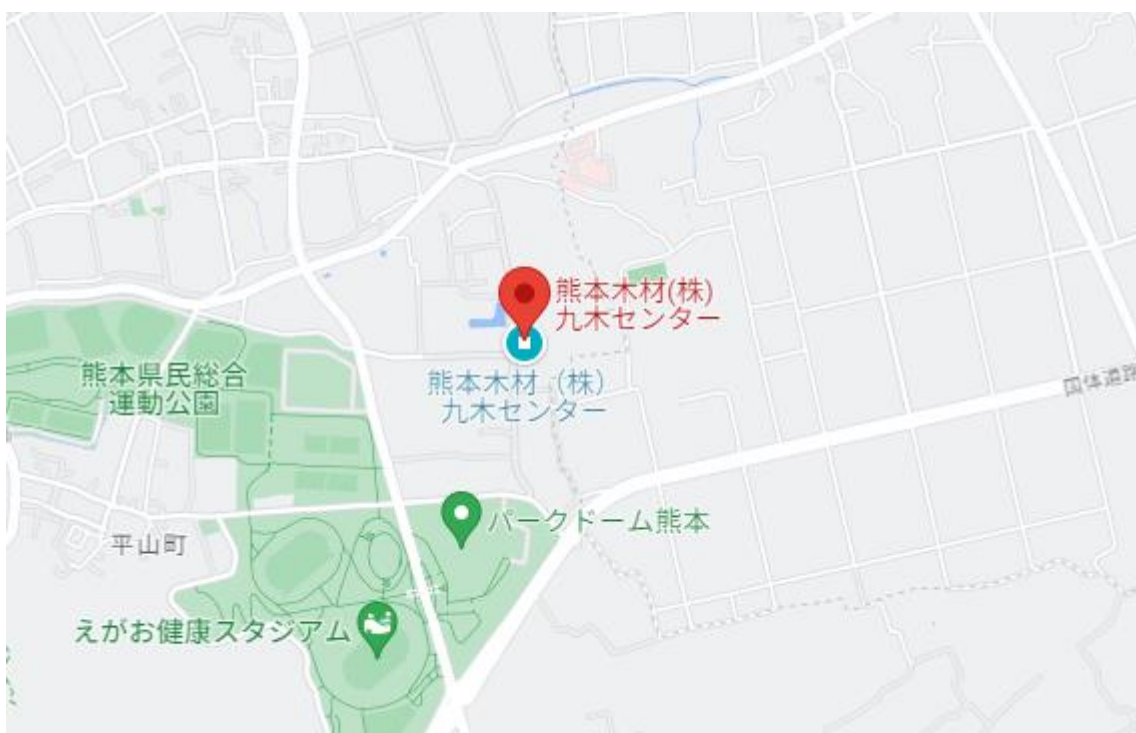 熊本木材(株)
九木センター
熊本木材（株）
九木センター
国体道路
熊本県民総合
運動公園
パークドーム熊本
平山町
えがお健康スタジアム